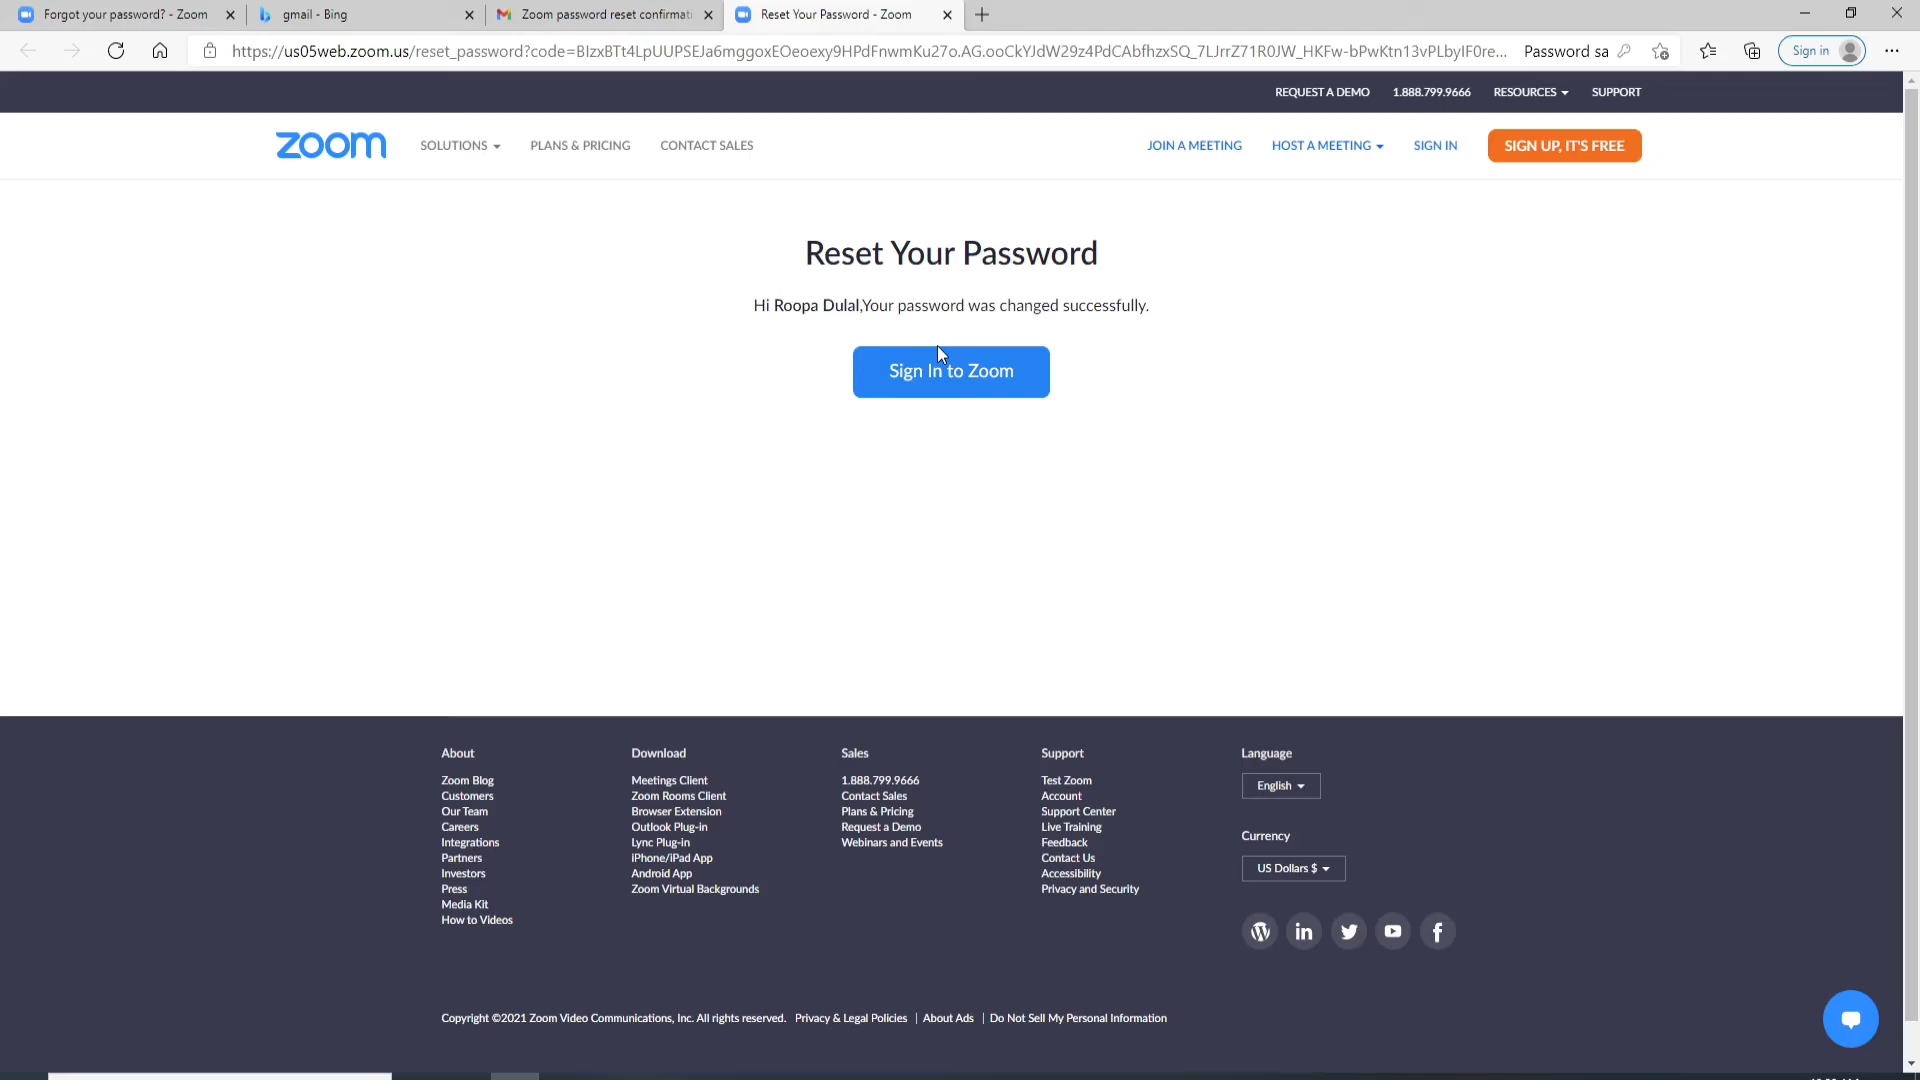 Forgot your password? - Zoom
gmail - Bing
Zoom password reset confirmati
Reset Your Password - Zoom
https://us05web.zoom.us/reset_password?code=BIzxBTt4LpUUPSEJa6mggoxEOeoexy9HPdFnwmKu27o.AG.ooCkYJdW29z4PdCAbfhzxSQ_7LJrrZ71R0JW_HKFw-bPwKtn13vPLbyIF0re...
Password sa
Sign in
REQUEST A DEMO
1.888.799.9666
RESOURCES
SUPPORT
zoom
SOLUTIONS
PLANS & PRICING
CONTACT SALES
JOIN A MEETING
HOST A MEETING
SIGN IN
SIGN UP, IT'S FREE
Reset Your Password
Hi Roopa Dulal,Your password was changed successfully.
Sign In to Zoom
About
Zoom Blog
Customers
Our Team
Careers
Integrations
Partners
Investors
Press
Media Kit
How to Videos
Download
Meetings Client
Zoom Rooms Client
Browser Extension
Outlook Plug-in
Lync Plug-in
iPhone/iPad App
Android App
Zoom Virtual Backgrounds
Sales
1.888.799.9666
Contact Sales
Plans & Pricing
Request a Demo
Webinars and Events
Support
Test Zoom
Account
Support Center
Live Training
Feedback
Contact Us
Accessibility
Privacy and Security
Language
English
Currency
US Dollars $
Copyright ©2021 Zoom Video Communications, Inc. All rights reserved. Privacy & Legal Policies | About Ads | Do Not Sell My Personal Information